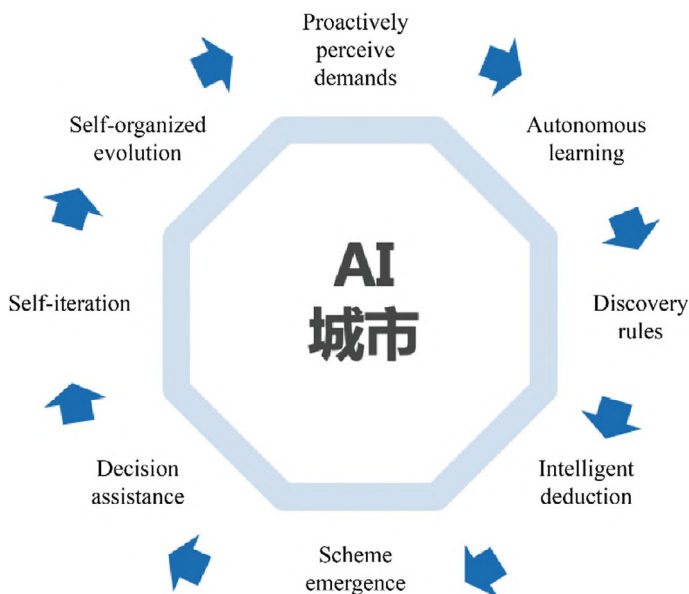 Proactively
perceive
demands
Autonomous
learning
Discovery
rules
Intelligent
deduction
Scheme
emergence
Decision
assistance
Self-iteration
Self-organized
evolution
AI
城市